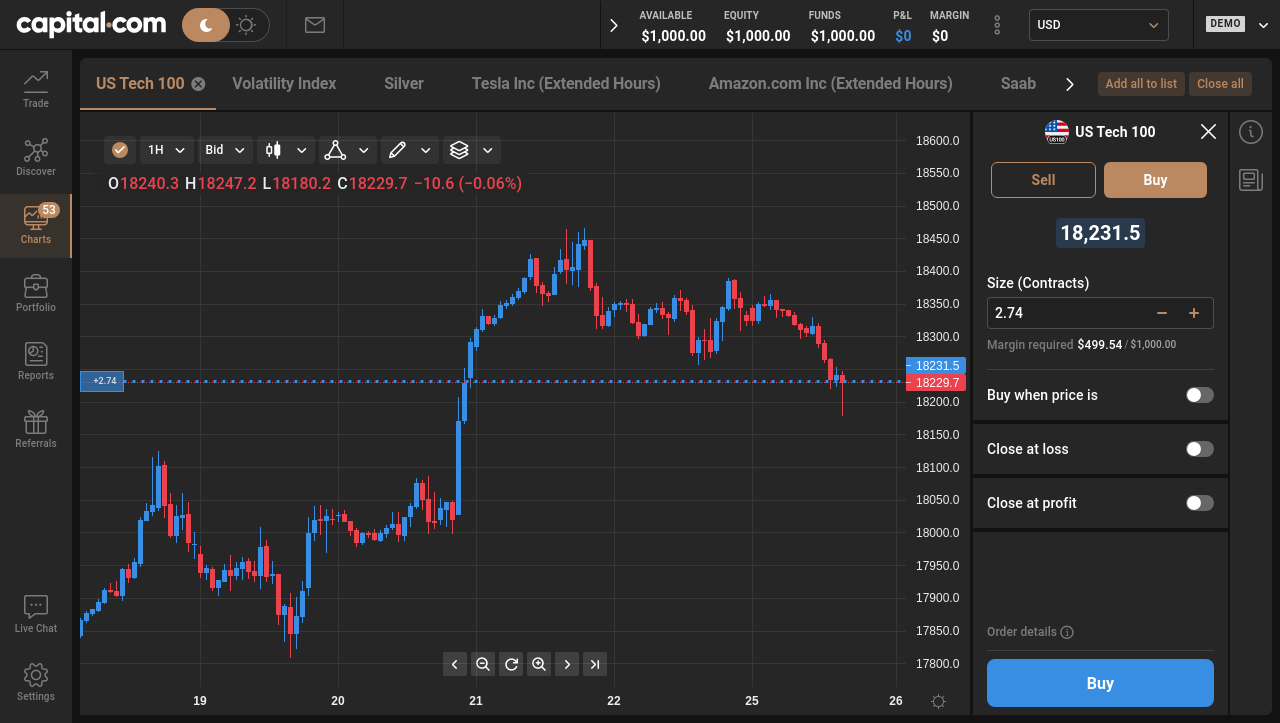 capital.com
AVAILABLE EQUITY FUNDS P&L MARGIN
$1,000.00 $1,000.00 $1,000.00 $0 $0
USD
DEMO
US Tech 100 Volatility Index Silver Tesla Inc (Extended Hours) Amazon.com Inc (Extended Hours) Saab
Add all to list Close all
Trade
Discover
53
Charts
Portfolio
Reports
Referrals
Live Chat
Settings
1H Bid
O18240.3 H18247.2 L18180.2 C18229.7 −10.6 (−0.06%)
+2.74
18600.0
18550.0
18500.0
18450.0
18400.0
18350.0
18300.0
18231.5
18229.7
18200.0
18150.0
18100.0
18050.0
18000.0
17950.0
17900.0
17850.0
17800.0
19 20 21 22 25 26
US100
US Tech 100
Sell Buy
18,231.5
Size (Contracts)
2.74 − +
Margin required $499.54 / $1,000.00
Buy when price is
Close at loss
Close at profit
Order details
Buy